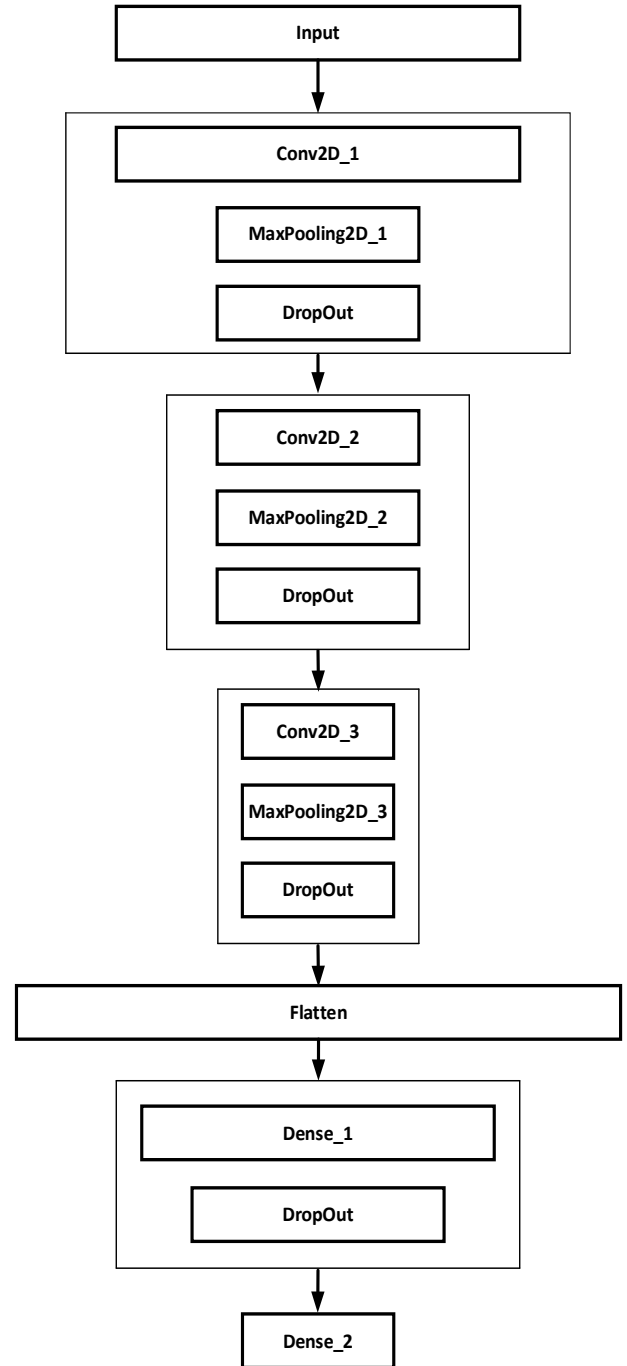 Input
Conv2D_1
MaxPooling2D_1
DropOut
Conv2D_2
MaxPooling2D_2
DropOut
Conv2D_3
MaxPooling2D_3
DropOut
Flatten
Dense_1
DropOut
Dense_2